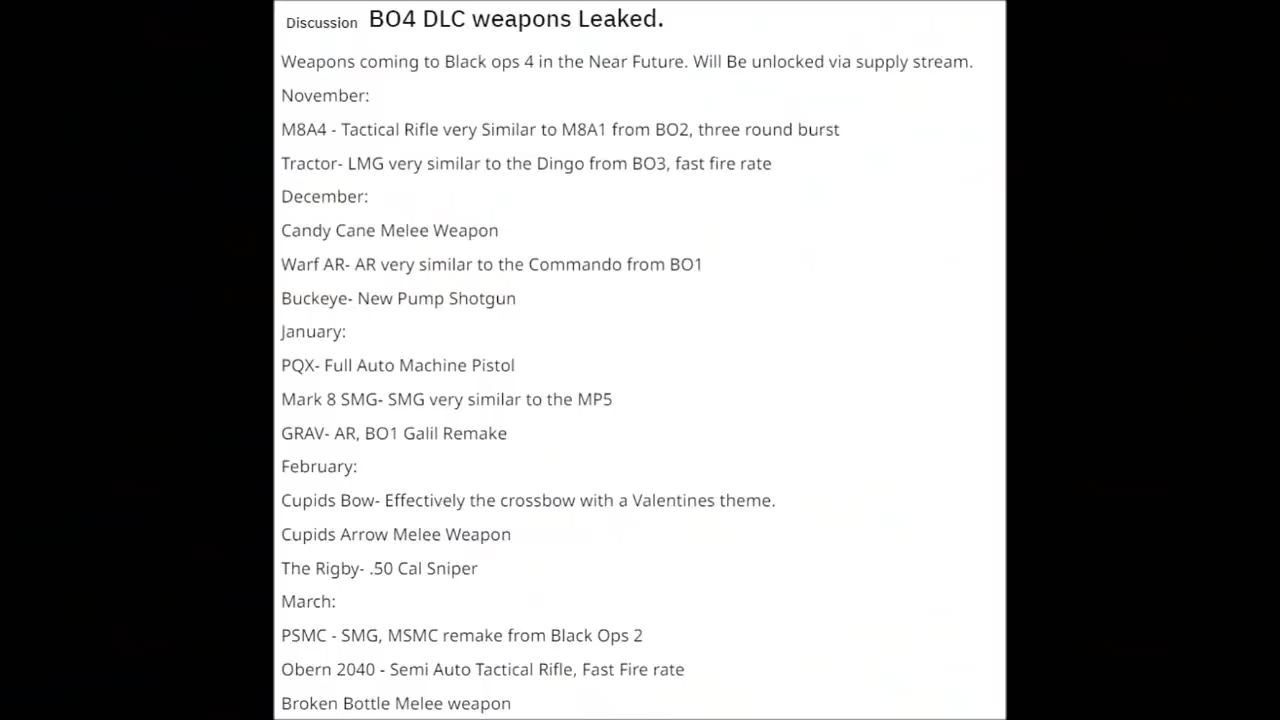 Discussion BO4 DLC weapons Leaked.
Weapons coming to Black ops 4 in the Near Future. Will Be unlocked via supply stream.
November:
M8A4 - Tactical Rifle very Similar to M8A1 from BO2, three round burst
Tractor- LMG very similar to the Dingo from BO3, fast fire rate
December:
Candy Cane Melee Weapon
Warf AR- AR very similar to the Commando from BO1
Buckeye- New Pump Shotgun
January:
PQX- Full Auto Machine Pistol
Mark 8 SMG- SMG very similar to the MP5
GRAV- AR, BO1 Galil Remake
February:
Cupids Bow- Effectively the crossbow with a Valentines theme.
Cupids Arrow Melee Weapon
The Rigby- .50 Cal Sniper
March:
PSMC - SMG, MSMC remake from Black Ops 2
Obern 2040 - Semi Auto Tactical Rifle, Fast Fire rate
Broken Bottle Melee weapon